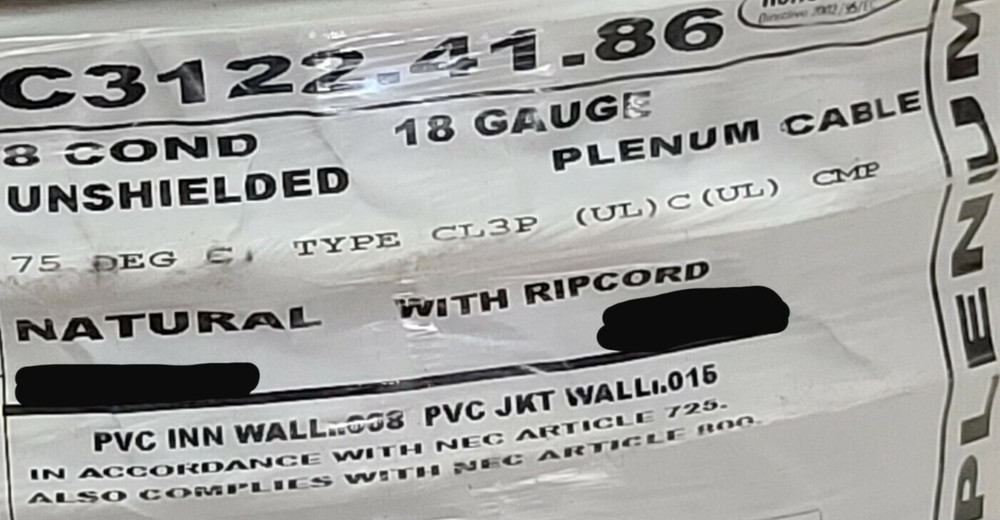 C3122.41.86
8 COND 18 GAUGE
UNSHIELDED PLENUM CABLE
75 DEG C. TYPE CL3P (UL)C(UL) CMP
NATURAL WITH RIPCORD
PVC INN WALL:.008 PVC JKT WALL:.015
IN ACCORDANCE WITH NEC ARTICLE 725.
ALSO COMPLIES WITH NEC ARTICLE 800.
PLENUM